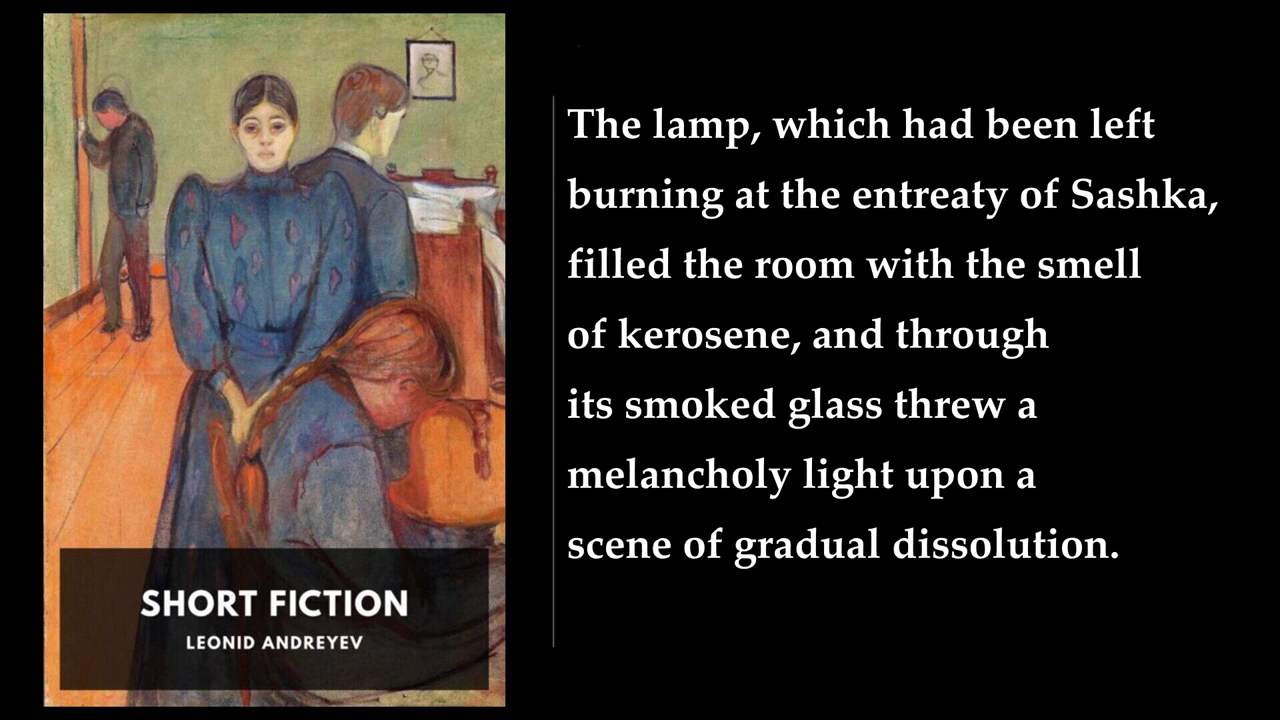 SHORT FICTION
LEONID ANDREYEV
The lamp, which had been left
burning at the entreaty of Sashka,
filled the room with the smell
of kerosene, and through
its smoked glass threw a
melancholy light upon a
scene of gradual dissolution.